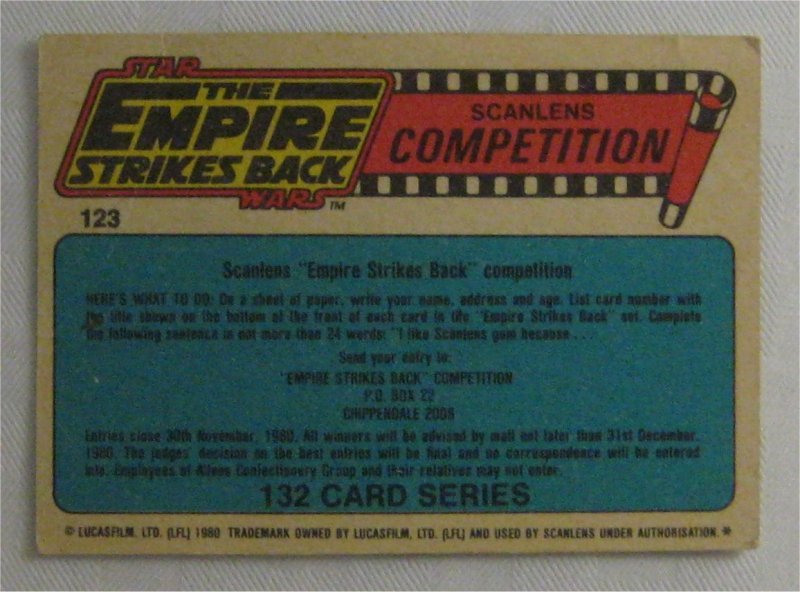 STAR
THE
EMPIRE
STRIKES BACK
WARS™
SCANLENS
COMPETITION
123
Scanlens "Empire Strikes Back" competition
HERE'S WHAT TO DO: On a sheet of paper, write your name, address and age. List card number with
the title shown on the bottom of the front of each card in the "Empire Strikes Back" set. Complete
the following sentence in not more than 24 words: "I like Scanlens gum because...
Send your entry to:
"EMPIRE STRIKES BACK" COMPETITION
P.O. BOX 22
CHIPPENDALE 2008
Entries close 30th November, 1980. All winners will be advised by mail not later than 31st December,
1980. The judges' decision on the best entries will be final and no correspondence will be entered
into. Employees of Confectionery Group and their relatives may not enter.
132 CARD SERIES
© LUCASFILM, LTD. (LFL) 1980 TRADEMARK OWNED BY LUCASFILM, LTD. (LFL) AND USED BY SCANLENS UNDER AUTHORISATION.*